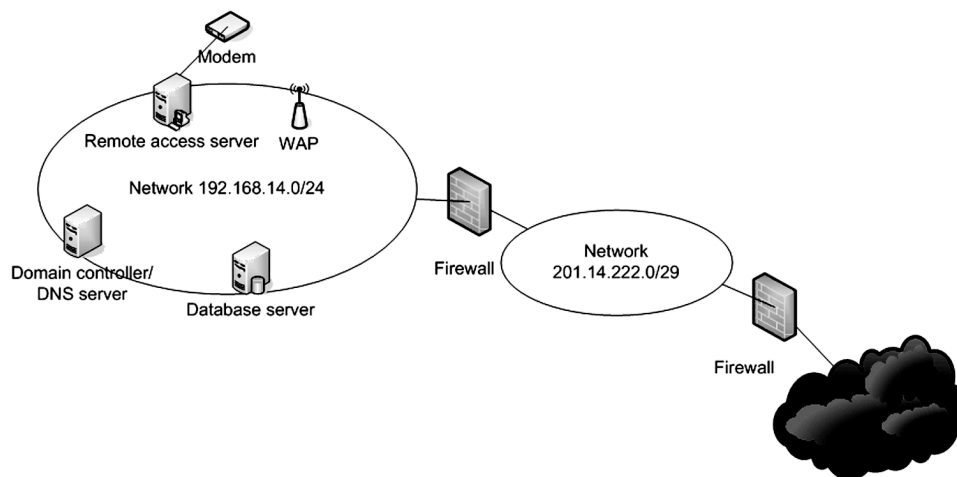 Modem
Remote access server
WAP
Network 192.168.14.0/24
Domain controller/
DNS server
Database server
Firewall
Network
201.14.222.0/29
Firewall